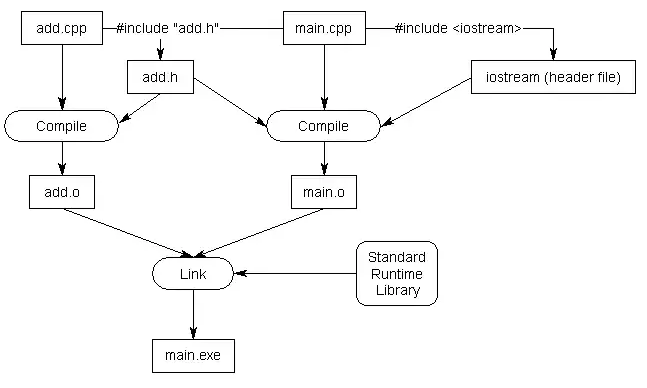 add.cpp
#include "add.h"
main.cpp
#include <iostream>
add.h
iostream (header file)
Compile
Compile
add.o
main.o
Link
Standard
Runtime
Library
main.exe